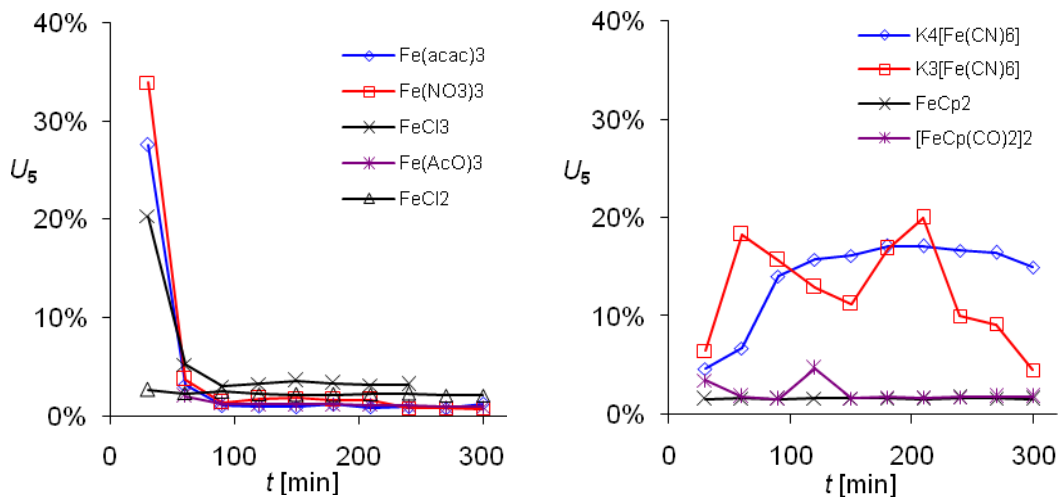 40%
30%
U5
20%
10%
0%
0
100
200
300
t [min]
Fe(acac)3
Fe(NO3)3
FeCl3
Fe(AcO)3
FeCl2
40%
30%
U5
20%
10%
0%
0
100
200
300
t [min]
K4[Fe(CN)6]
K3[Fe(CN)6]
FeCp2
[FeCp(CO)2]2